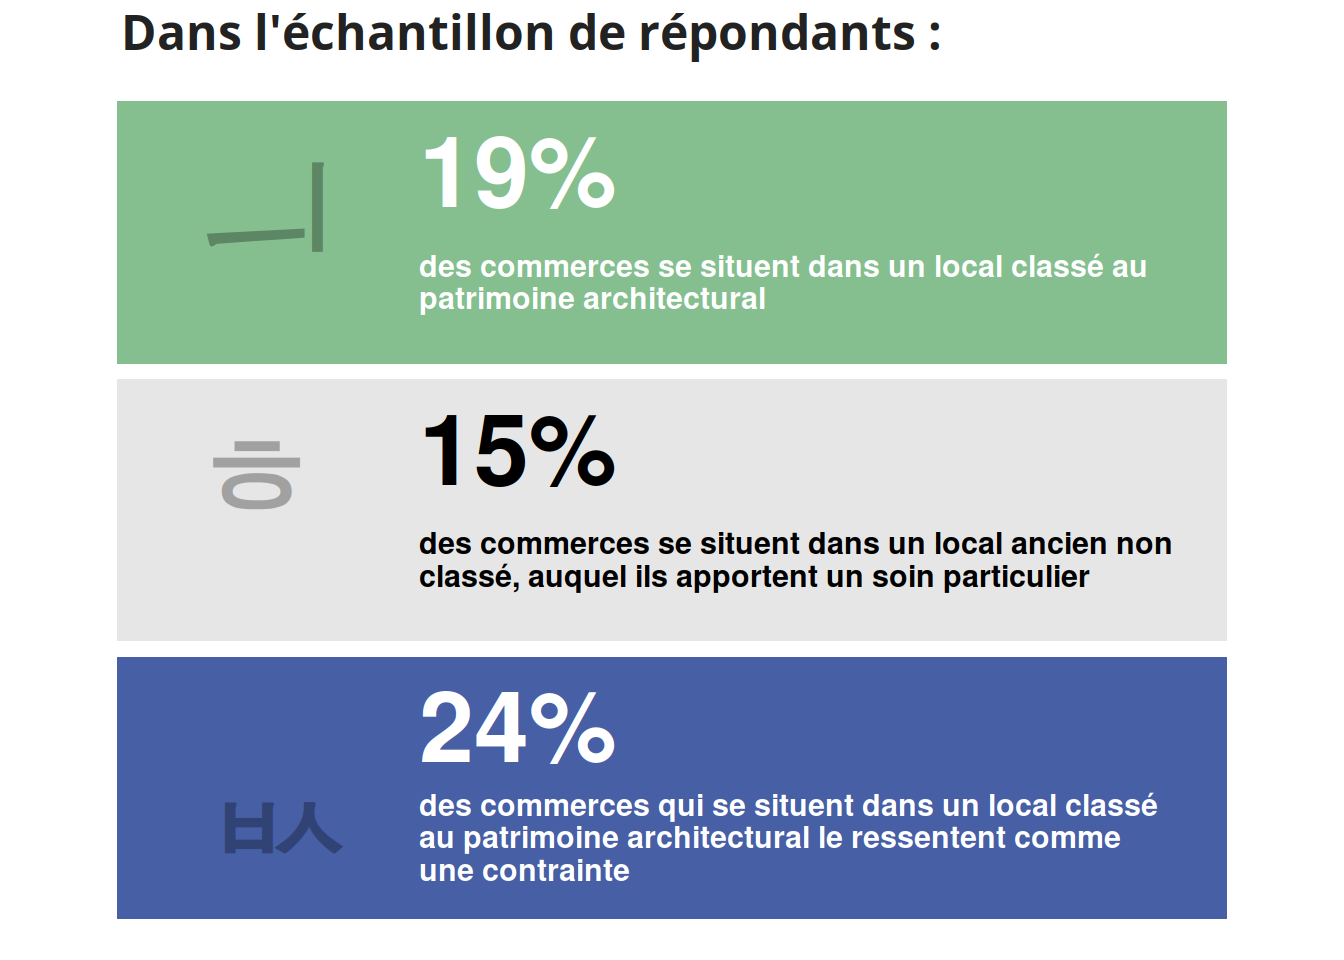 Dans l'échantillon de répondants :
ㅢ
19%
des commerces se situent dans un local classé au
patrimoine architectural
ㅎ
15%
des commerces se situent dans un local ancien non
classé, auquel ils apportent un soin particulier
ㅄ
24%
des commerces qui se situent dans un local classé
au patrimoine architectural le ressentent comme
une contrainte